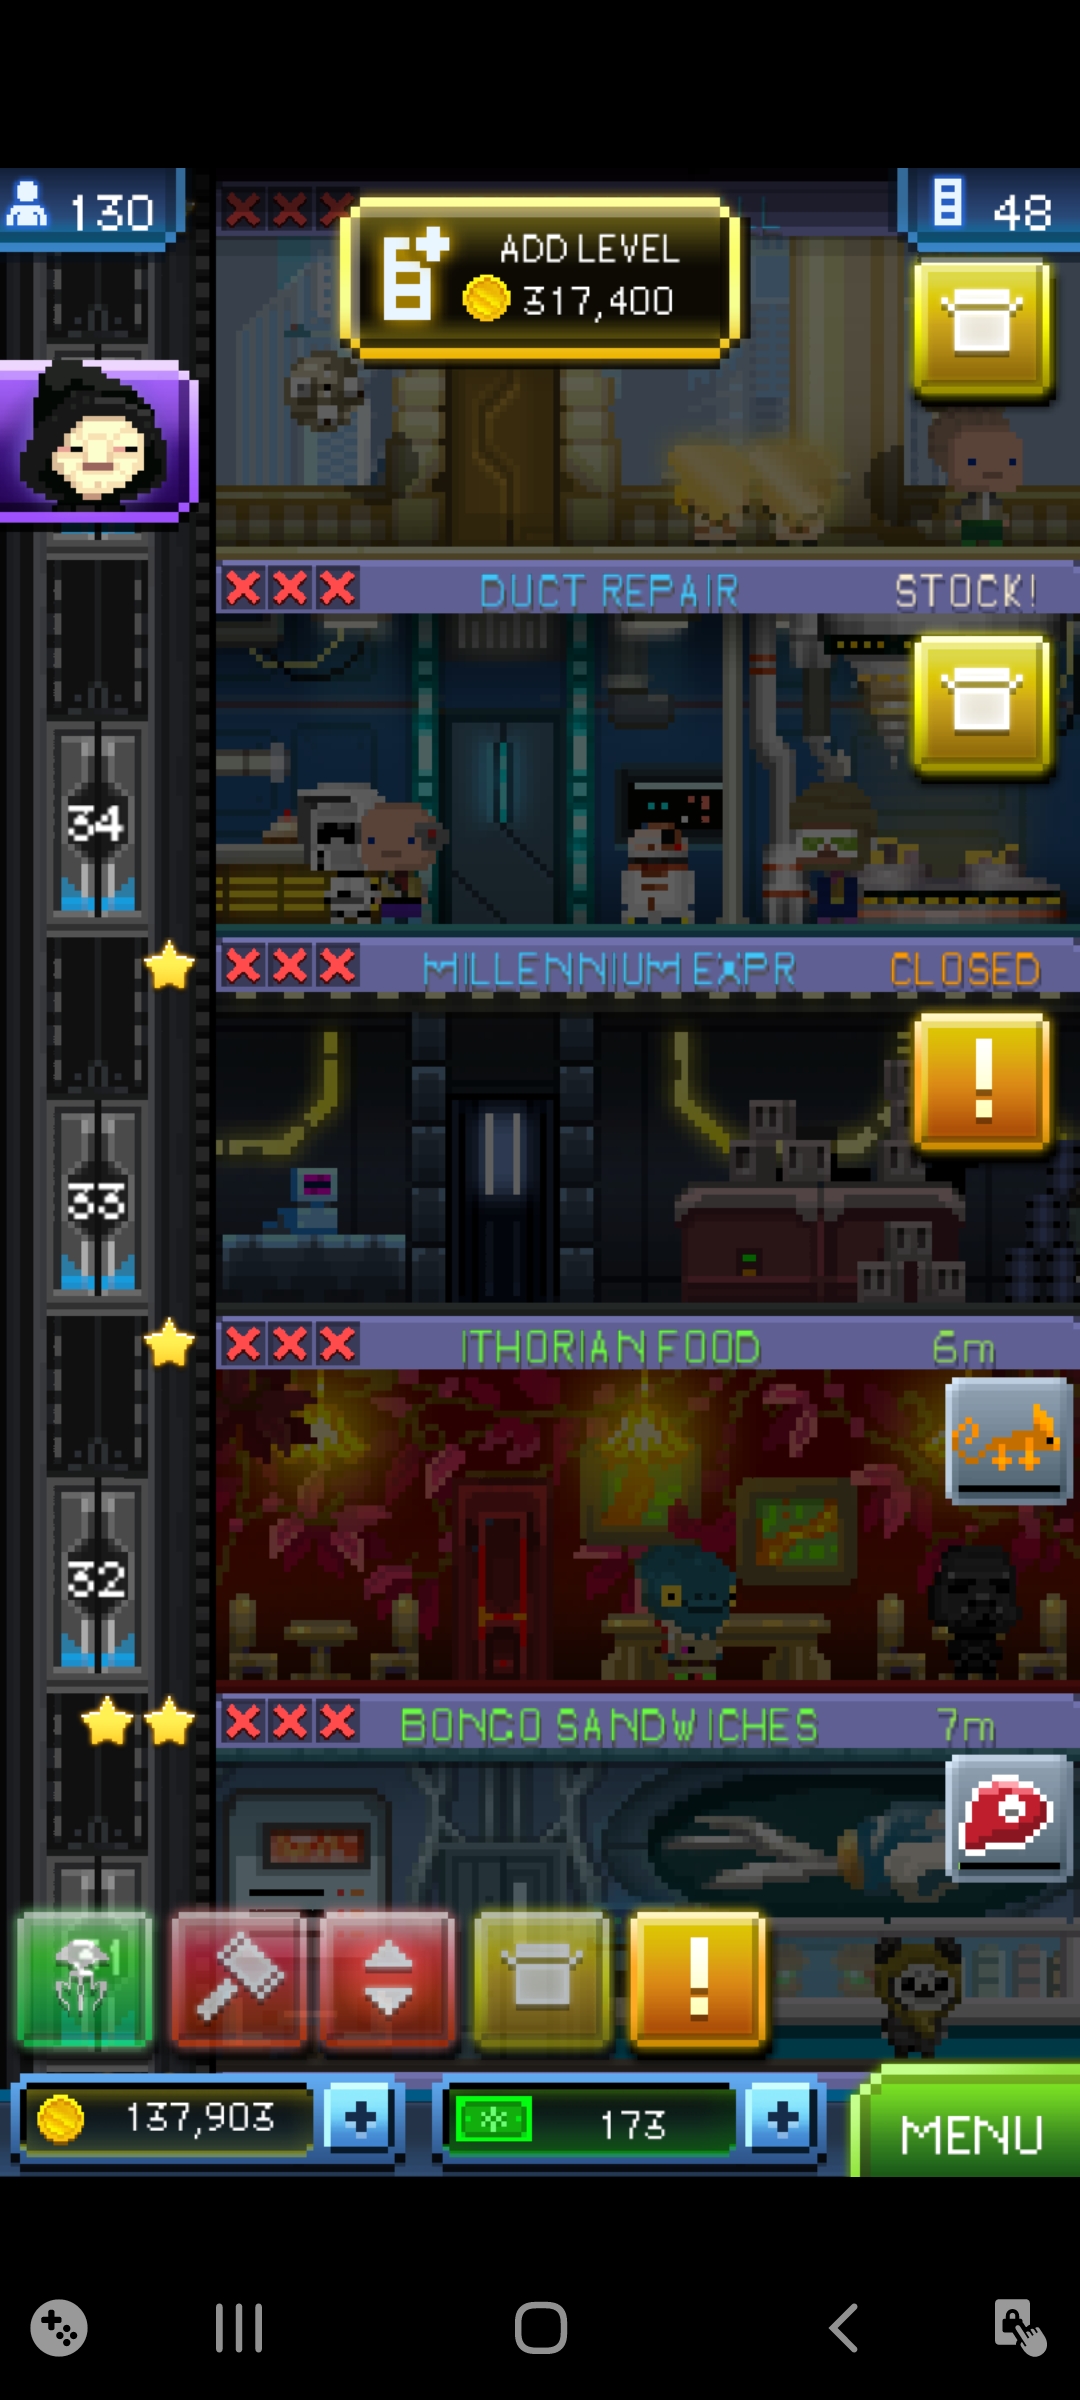 130
48
ADD LEVEL
317,400
DUCT REPAIR
STOCK!
34
MILLENNIUM EXPR
CLOSED
33
ITHORIAN FOOD
6m
32
BONGO SANDWICHES
7m
137,903
173
MENU